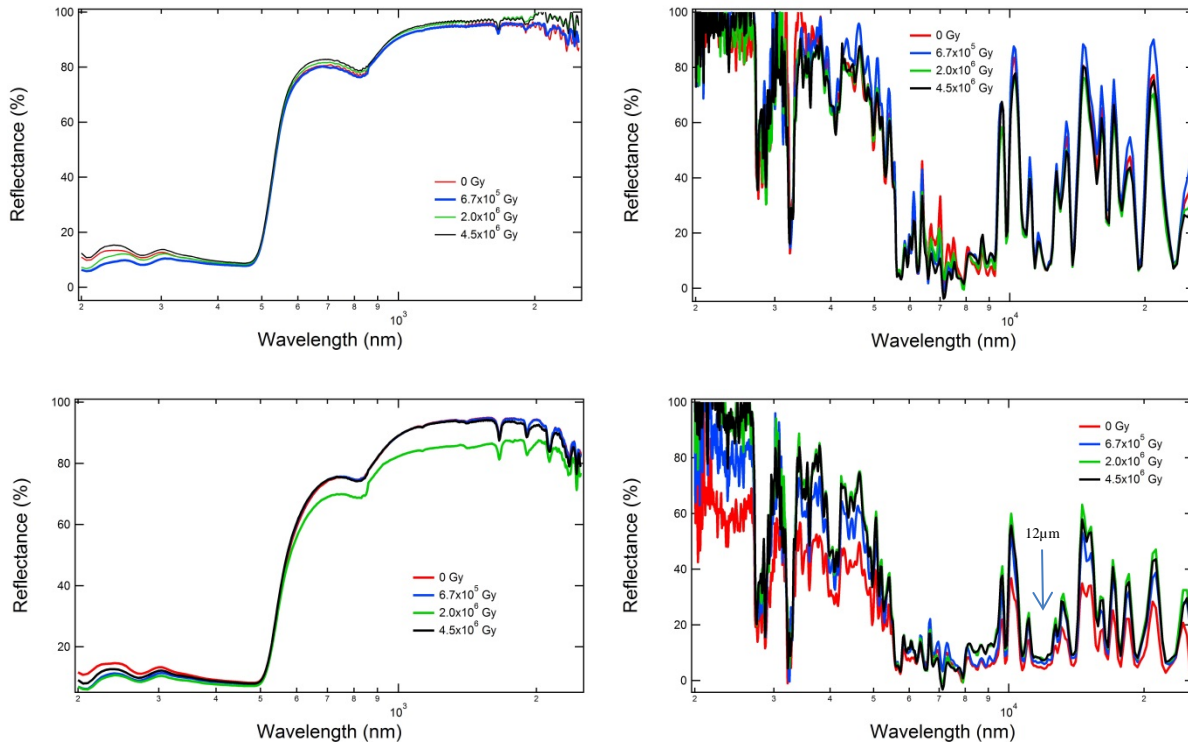 100
80
60
40
20
0
Reflectance (%)
0 Gy
6.7x10⁵ Gy
2.0x10⁶ Gy
4.5x10⁶ Gy
2 3 4 5 6 7 8 9 10³ 2
Wavelength (nm)
100
80
60
40
20
0
Reflectance (%)
0 Gy
6.7x10⁵ Gy
2.0x10⁶ Gy
4.5x10⁶ Gy
2 3 4 5 6 7 8 9 10⁴ 2
Wavelength (nm)
100
80
60
40
20
Reflectance (%)
0 Gy
6.7x10⁵ Gy
2.0x10⁶ Gy
4.5x10⁶ Gy
2 3 4 5 6 7 8 9 10³ 2
Wavelength (nm)
100
80
60
40
20
0
Reflectance (%)
0 Gy
6.7x10⁵ Gy
2.0x10⁶ Gy
4.5x10⁶ Gy
12µm
2 3 4 5 6 7 8 9 10⁴ 2
Wavelength (nm)